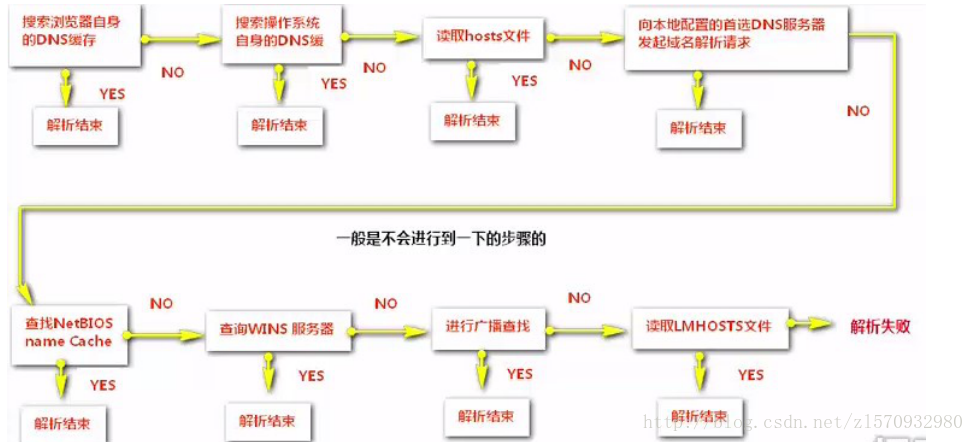 搜索浏览器自身
的DNS缓存
NO
搜索操作系统
自身的DNS缓
NO
读取hosts文件
NO
向本地配置的首选DNS服务器
发起域名解析请求
NO
YES
解析结束
YES
解析结束
YES
解析结束
解析结束
一般是不会进行到一下的步骤的
查找NetBIOS
name Cache
NO
查询WINS 服务器
NO
进行广播查找
NO
读取LMHOSTS文件
解析失败
YES
解析结束
YES
解析结束
YES
解析结束
YES
解析结束
http://blog.csdn.net/z1570932980